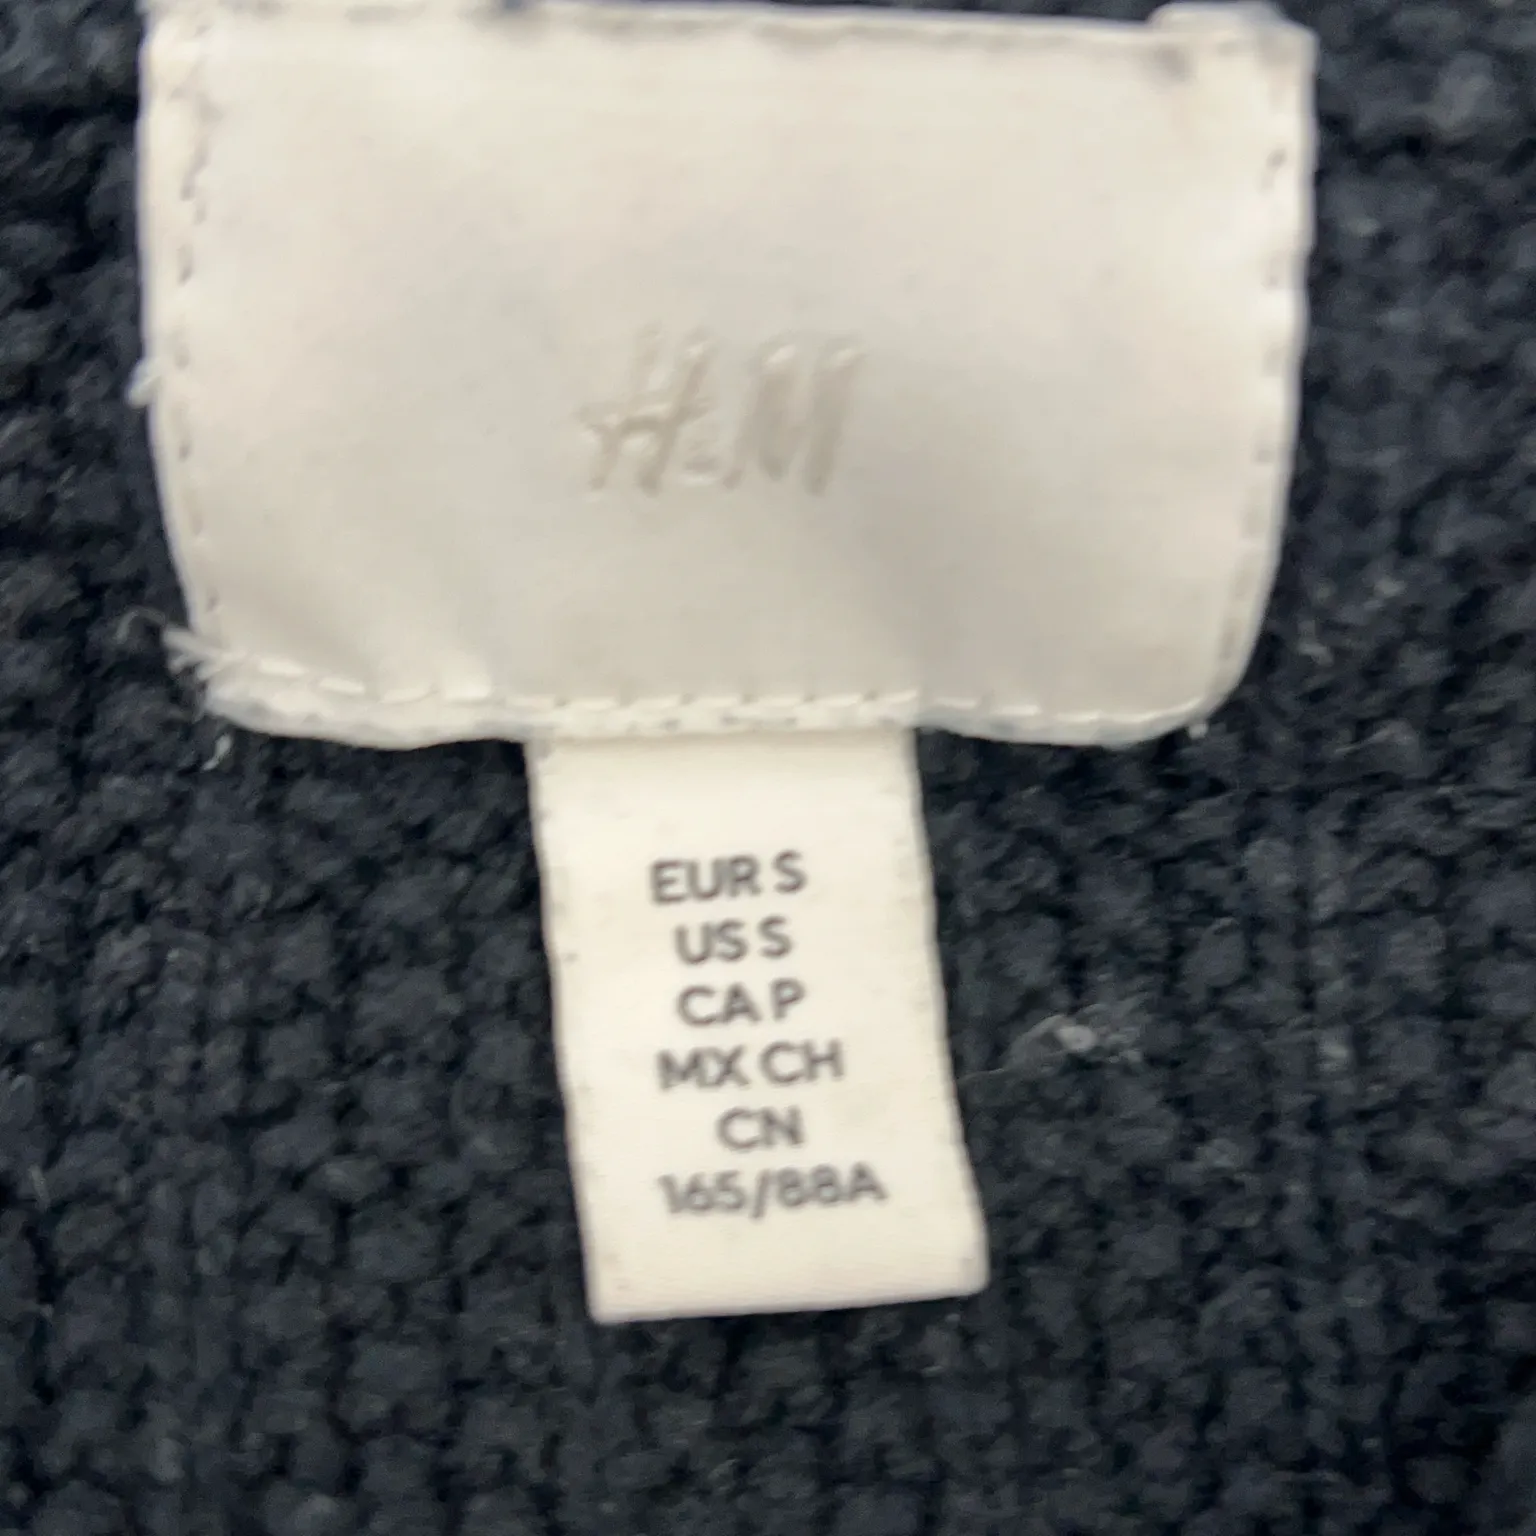 H&M
EUR S
US S
CA P
MX CH
CN
165/88A